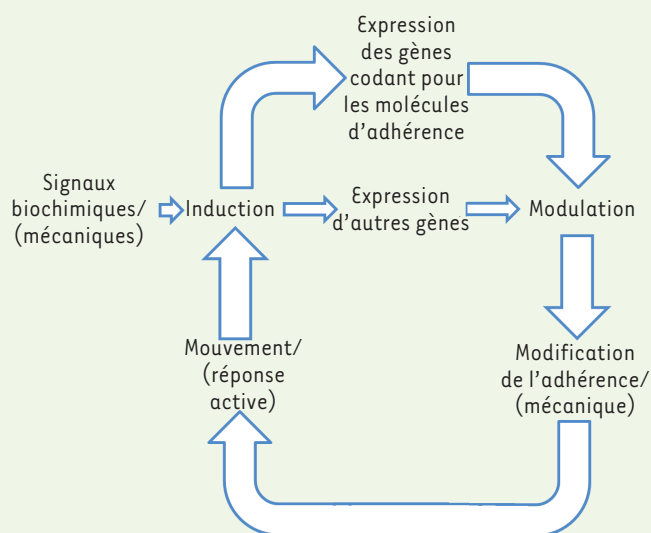 Expression
des gènes
codant pour
les molécules
d'adhérence
Signaux
biochimiques/
(mécaniques)
Induction
Expression
d'autres gènes
Modulation
Mouvement/
(réponse
active)
Modification
de l'adhérence/
(mécanique)